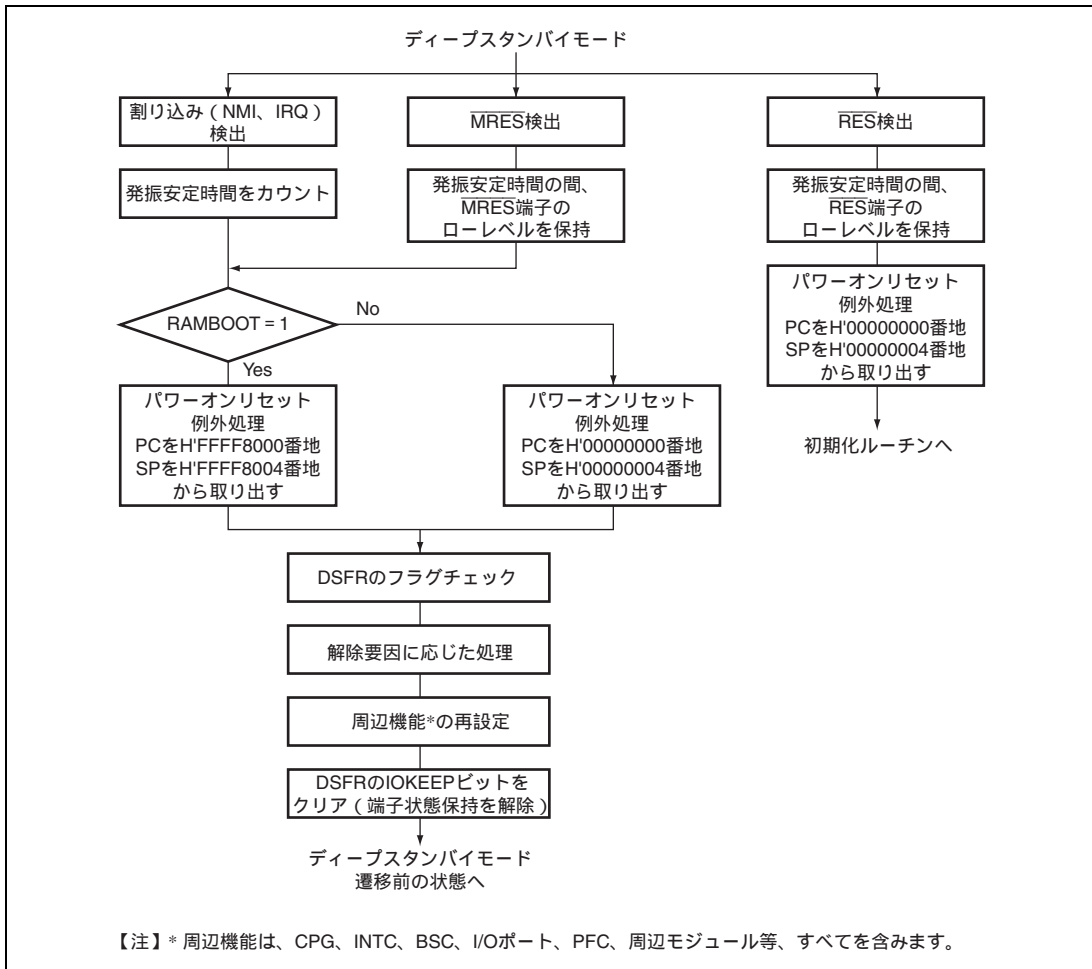 ディープスタンバイモード
割り込み（NMI、IRQ）
検出
MRES検出
RES検出
発振安定時間をカウント
発振安定時間の間、
MRES端子の
ローレベルを保持
発振安定時間の間、
RES端子の
ローレベルを保持
RAMBOOT = 1
No
Yes
パワーオンリセット
例外処理
PCをH'00000000番地
SPをH'00000004番地
から取り出す
初期化ルーチンへ
パワーオンリセット
例外処理
PCをH'FFFF8000番地
SPをH'FFFF8004番地
から取り出す
パワーオンリセット
例外処理
PCをH'00000000番地
SPをH'00000004番地
から取り出す
DSFRのフラグチェック
解除要因に応じた処理
周辺機能*の再設定
DSFRのIOKEEPビットを
クリア（端子状態保持を解除）
ディープスタンバイモード
遷移前の状態へ
【注】* 周辺機能は、CPG、INTC、BSC、I/Oポート、PFC、周辺モジュール等、すべてを含みます。